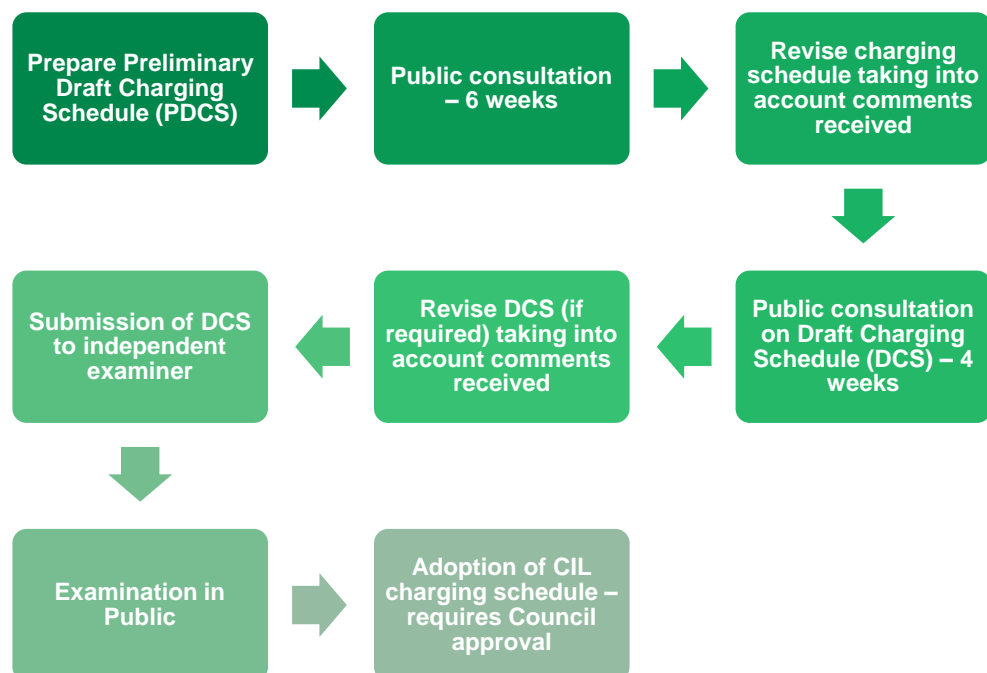 Prepare Preliminary
Draft Charging
Schedule (PDCS)
Public consultation
– 6 weeks
Revise charging
schedule taking into
account comments
received
Public consultation
on Draft Charging
Schedule (DCS) – 4
weeks
Revise DCS (if
required) taking into
account comments
received
Submission of DCS
to independent
examiner
Examination in
Public
Adoption of CIL
charging schedule –
requires Council
approval